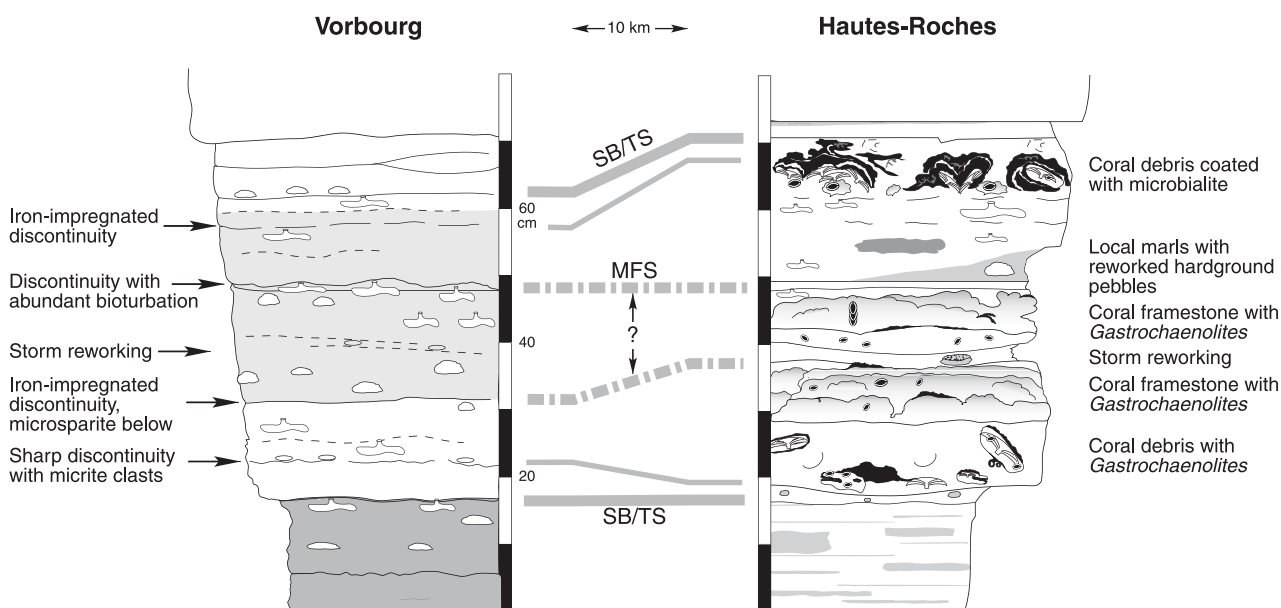 Vorbourg
10 km
Hautes-Roches
Iron-impregnated
discontinuity
Discontinuity with
abundant bioturbation
Storm reworking
Iron-impregnated
discontinuity,
microsparite below
Sharp discontinuity
with micrite clasts
60
cm
40
20
SB/TS
MFS
?
SB/TS
Coral debris coated
with microbialite
Local marls with
reworked hardground
pebbles
Coral framestone with
Gastrochaenolites
Storm reworking
Coral framestone with
Gastrochaenolites
Coral debris with
Gastrochaenolites